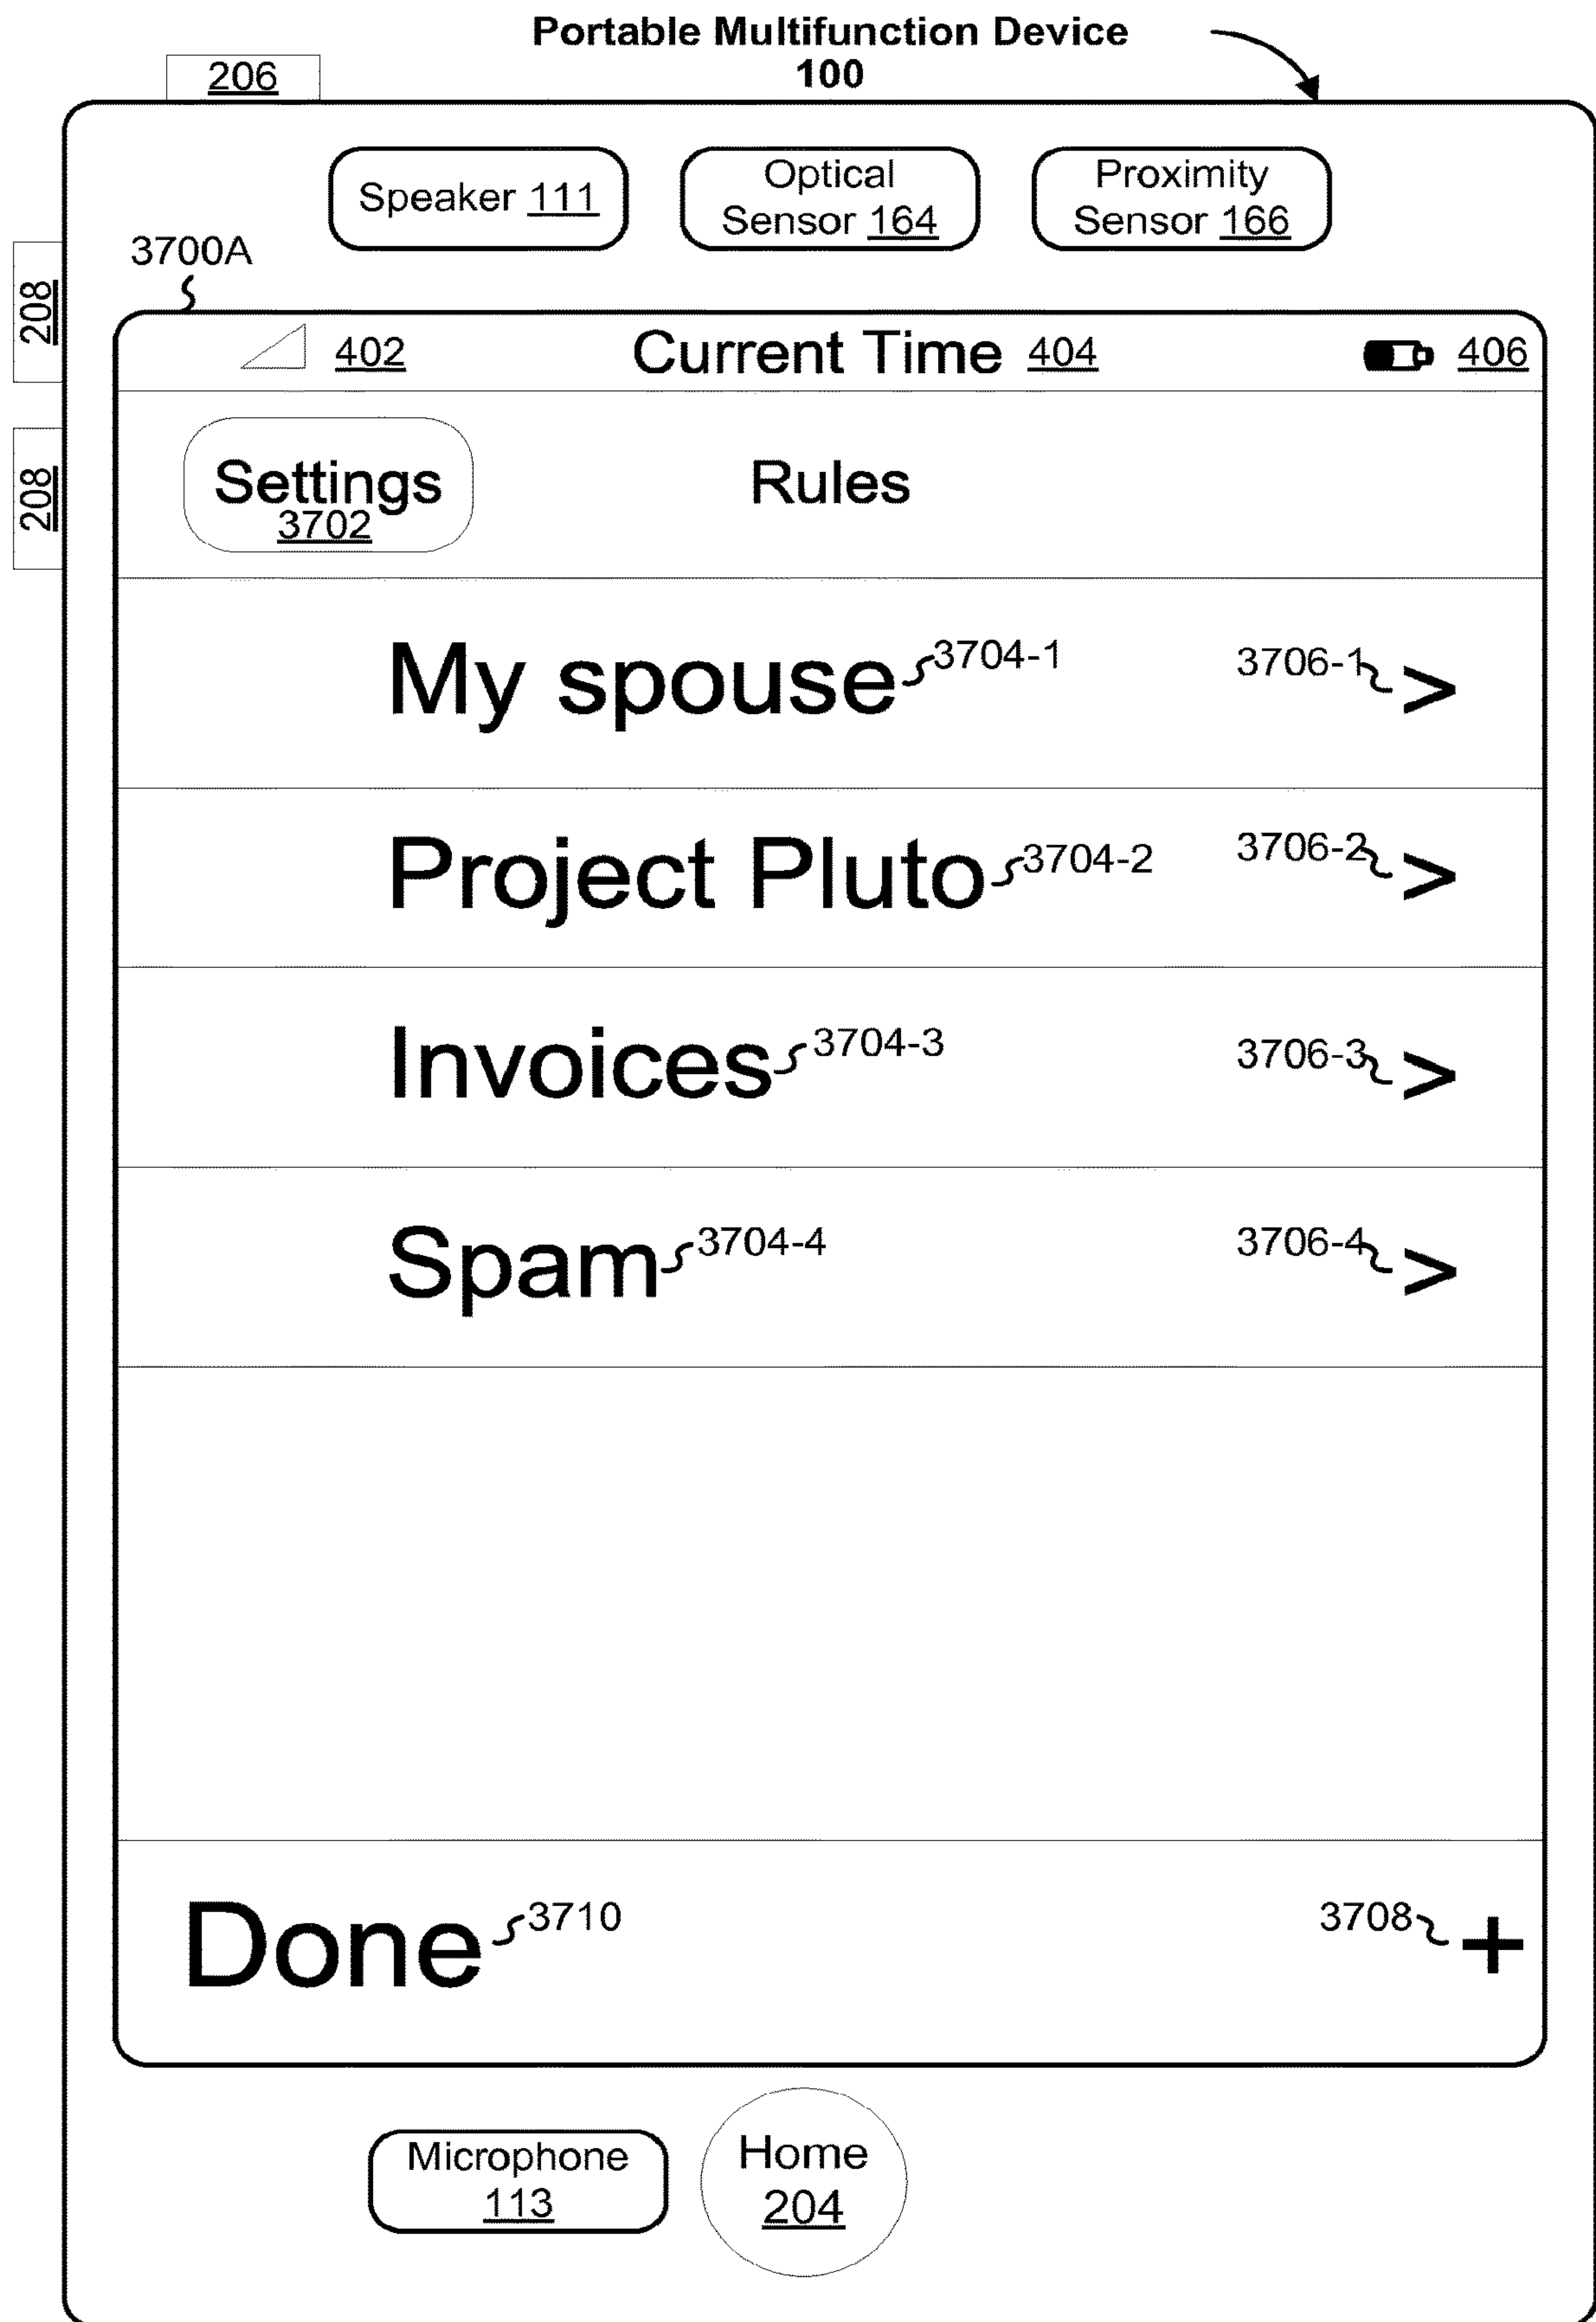 Portable Multifunction Device
100
206
Speaker 111
Optical
Sensor 164
Proximity
Sensor 166
3700A
208
208
402
Current Time 404
406
Settings
3702
Rules
My spouse 3704-1 3706-1 >
Project Pluto 3704-2 3706-2 >
Invoices 3704-3 3706-3 >
Spam 3704-4 3706-4 >
Done 3710 3708 +
Microphone
113
Home
204